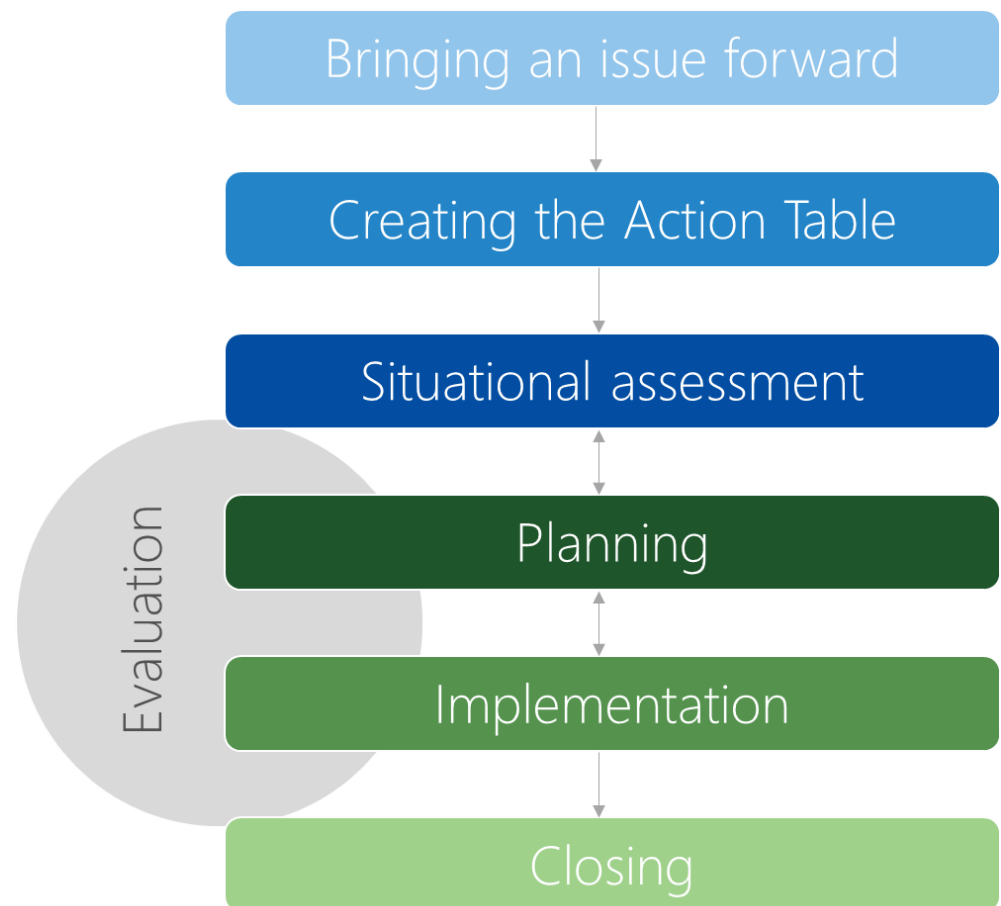 Bringing an issue forward
Creating the Action Table
Situational assessment
Evaluation
Planning
Implementation
Closing